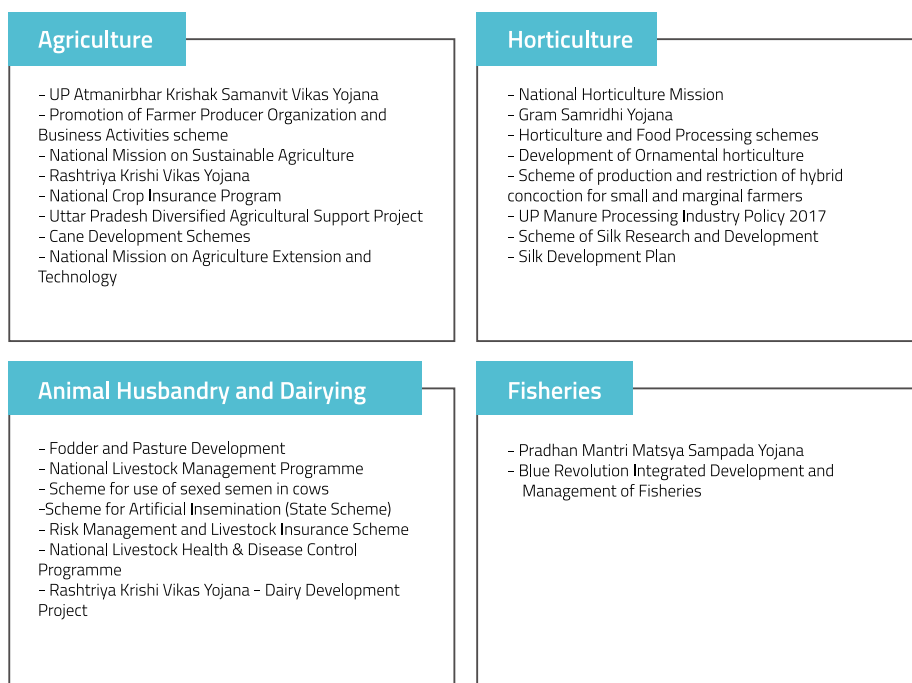 Agriculture
– UP Atmanirbhar Krishak Samanvit Vikas Yojana
– Promotion of Farmer Producer Organization and
Business Activities scheme
– National Mission on Sustainable Agriculture
– Rashtriya Krishi Vikas Yojana
– National Crop Insurance Program
– Uttar Pradesh Diversified Agricultural Support Project
– Cane Development Schemes
– National Mission on Agriculture Extension and
Technology
Horticulture
– National Horticulture Mission
– Gram Samridhi Yojana
– Horticulture and Food Processing schemes
– Development of Ornamental horticulture
– Scheme of production and restriction of hybrid
concoction for small and marginal farmers
– UP Manure Processing Industry Policy 2017
– Scheme of Silk Research and Development
– Silk Development Plan
Animal Husbandry and Dairying
– Fodder and Pasture Development
– National Livestock Management Programme
– Scheme for use of sexed semen in cows
-Scheme for Artificial Insemination (State Scheme)
– Risk Management and Livestock Insurance Scheme
– National Livestock Health & Disease Control
Programme
– Rashtriya Krishi Vikas Yojana – Dairy Development
Project
Fisheries
– Pradhan Mantri Matsya Sampada Yojana
– Blue Revolution Integrated Development and
Management of Fisheries